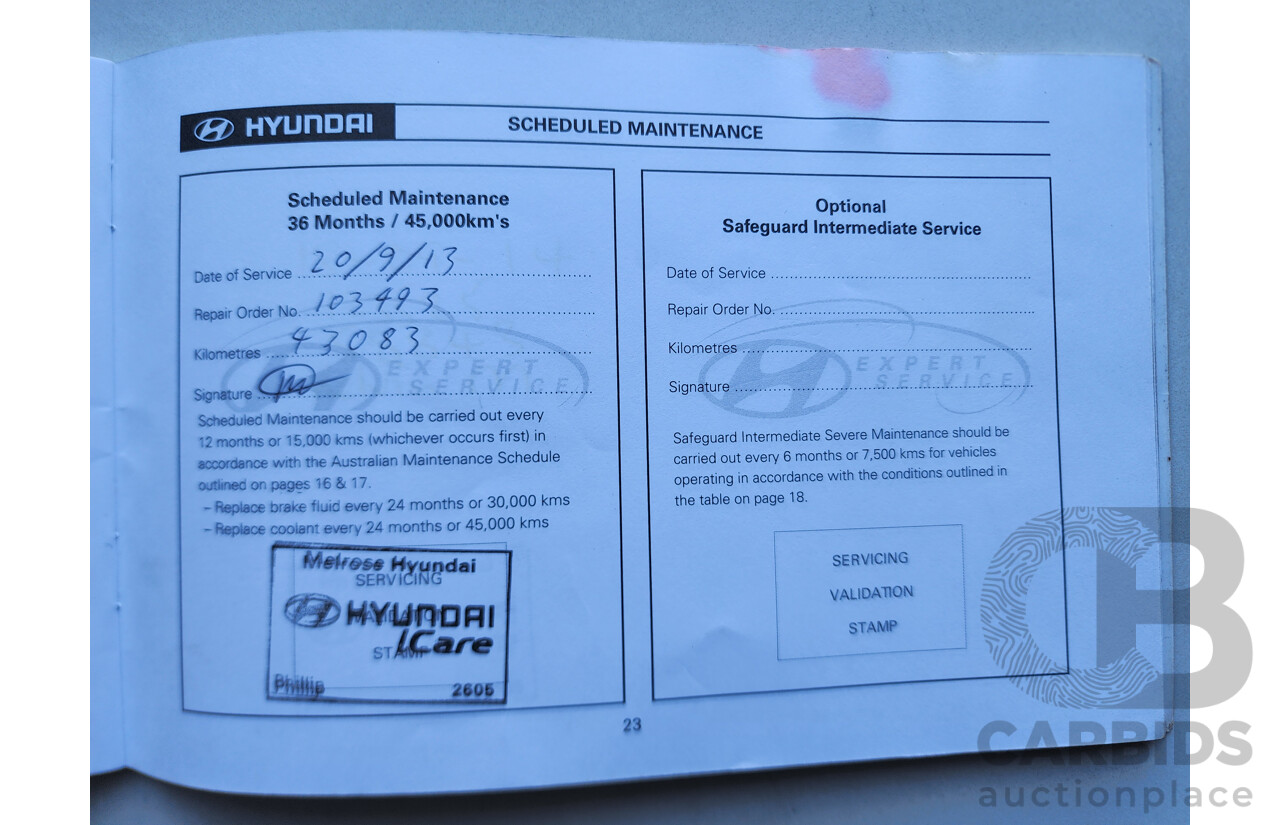 HYUNDAI
SCHEDULED MAINTENANCE
Scheduled Maintenance
36 Months / 45,000km's
Date of Service 20/9/13
Repair Order No. 103493
Kilometres 43083
Signature
EXPERT
SERVICE
Scheduled Maintenance should be carried out every
12 months or 15,000 kms (whichever occurs first) in
accordance with the Australian Maintenance Schedule
outlined on pages 16 & 17.
– Replace brake fluid every 24 months or 30,000 kms
– Replace coolant every 24 months or 45,000 kms
Melrose Hyundai
SERVICING
HYUNDAI
VALIDATION
iCare
STAMP
Phillip 2605
Optional
Safeguard Intermediate Service
Date of Service
Repair Order No.
Kilometres
Signature
EXPERT
SERVICE
Safeguard Intermediate Severe Maintenance should be
carried out every 6 months or 7,500 kms for vehicles
operating in accordance with the conditions outlined in
the table on page 18.
SERVICING
VALIDATION
STAMP
23
CB
CARBIDS
auctionplace